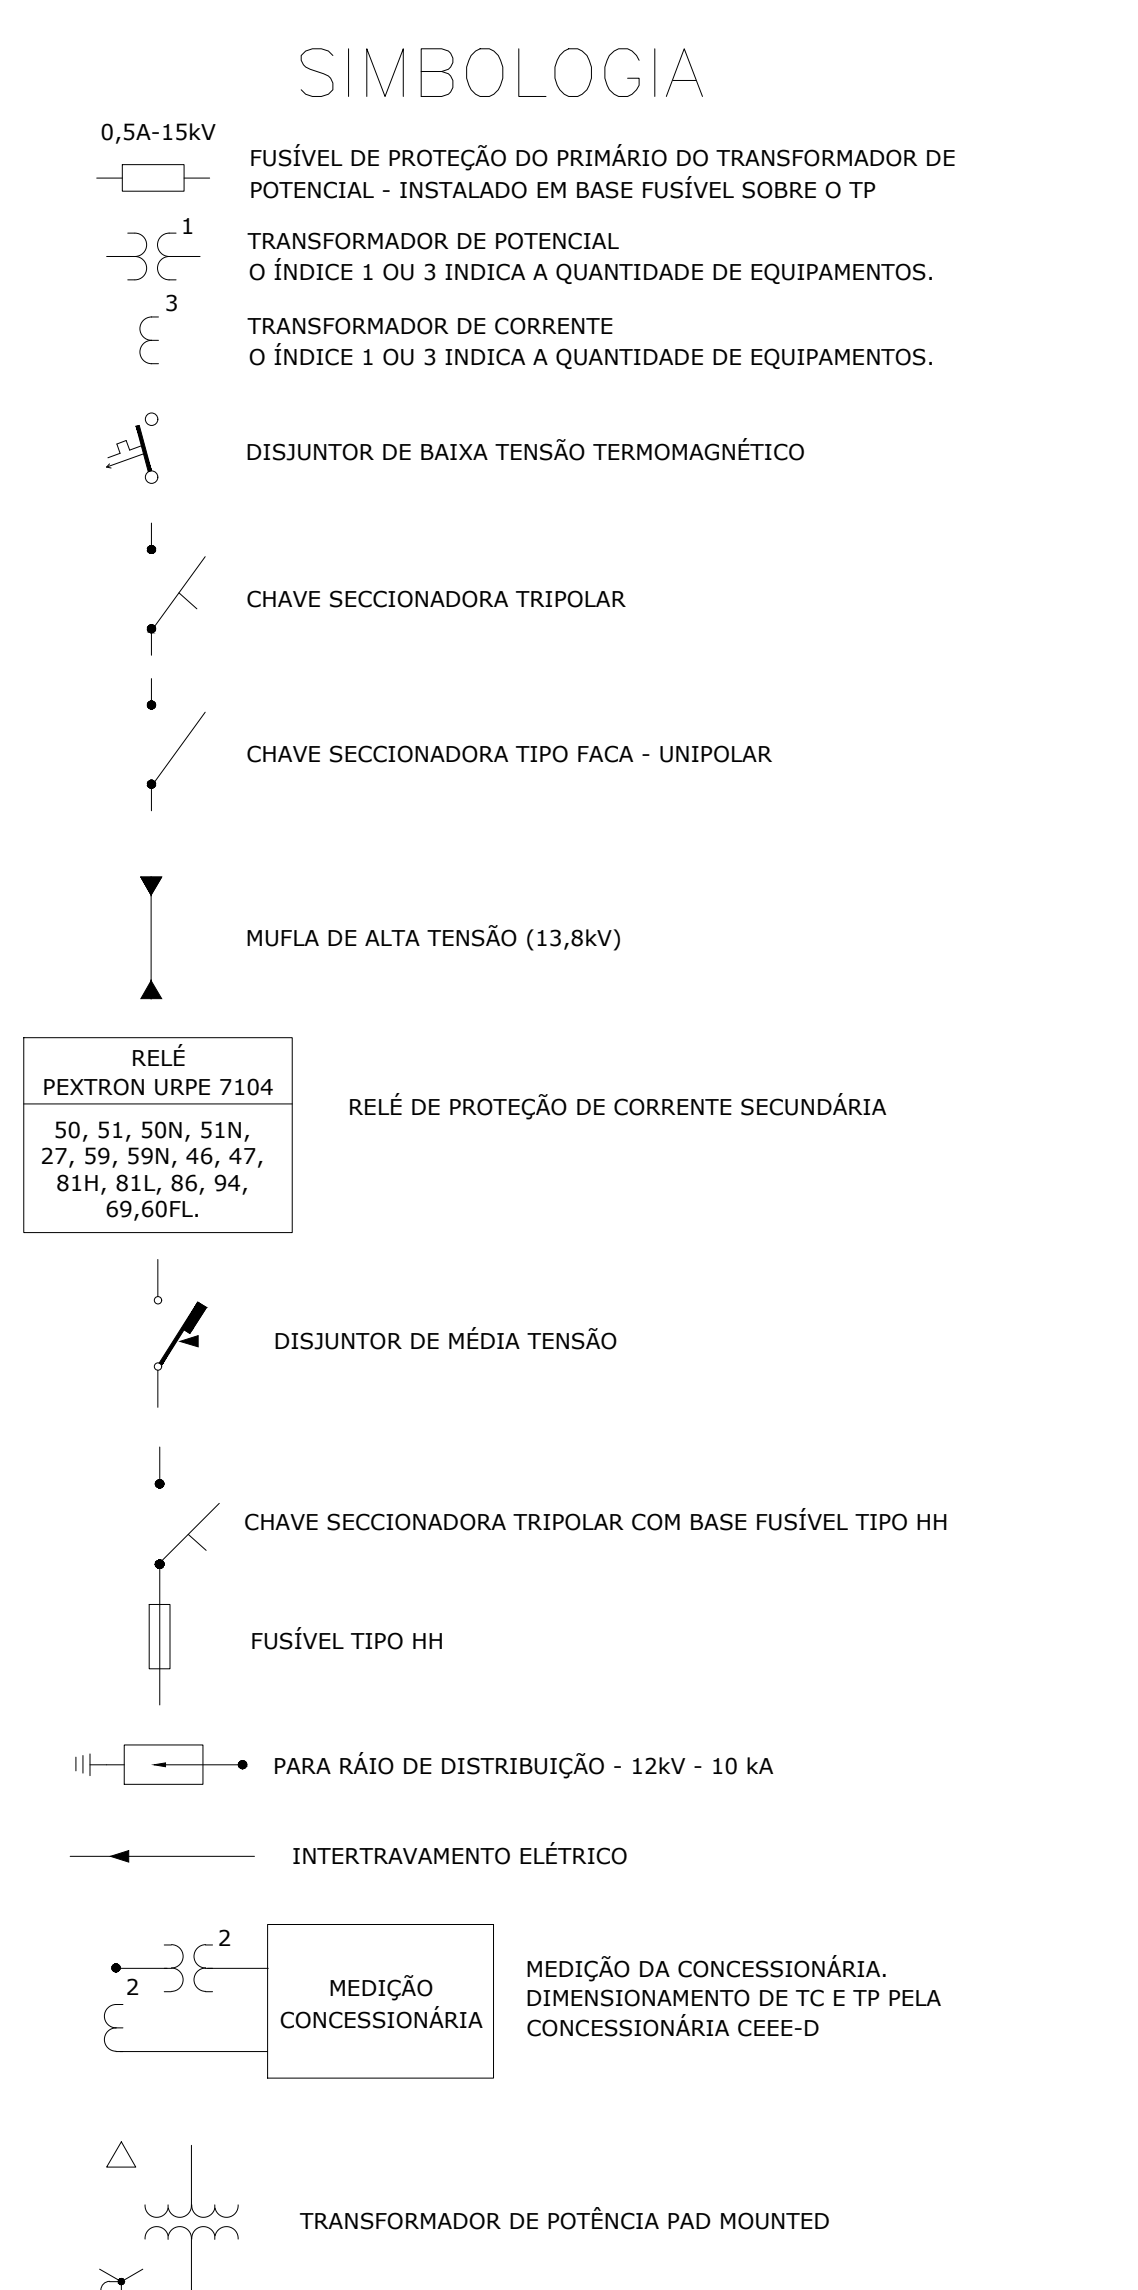 SIMBOLOGIA
0,5A-15kV
FUSÍVEL DE PROTEÇÃO DO PRIMÁRIO DO TRANSFORMADOR DE
POTENCIAL - INSTALADO EM BASE FUSÍVEL SOBRE O TP
1
TRANSFORMADOR DE POTENCIAL
O ÍNDICE 1 OU 3 INDICA A QUANTIDADE DE EQUIPAMENTOS.
3
TRANSFORMADOR DE CORRENTE
O ÍNDICE 1 OU 3 INDICA A QUANTIDADE DE EQUIPAMENTOS.
DISJUNTOR DE BAIXA TENSÃO TERMOMAGNÉTICO
CHAVE SECCIONADORA TRIPOLAR
CHAVE SECCIONADORA TIPO FACA - UNIPOLAR
MUFLA DE ALTA TENSÃO (13,8kV)
RELÉ
PEXTRON URPE 7104
50, 51, 50N, 51N,
27, 59, 59N, 46, 47,
81H, 81L, 86, 94,
69,60FL.
RELÉ DE PROTEÇÃO DE CORRENTE SECUNDÁRIA
DISJUNTOR DE MÉDIA TENSÃO
CHAVE SECCIONADORA TRIPOLAR COM BASE FUSÍVEL TIPO HH
FUSÍVEL TIPO HH
PARA RÁIO DE DISTRIBUIÇÃO - 12kV - 10 kA
INTERTRAVAMENTO ELÉTRICO
2
2
MEDIÇÃO
CONCESSIONÁRIA
MEDIÇÃO DA CONCESSIONÁRIA.
DIMENSIONAMENTO DE TC E TP PELA
CONCESSIONÁRIA CEEE-D
TRANSFORMADOR DE POTÊNCIA PAD MOUNTED